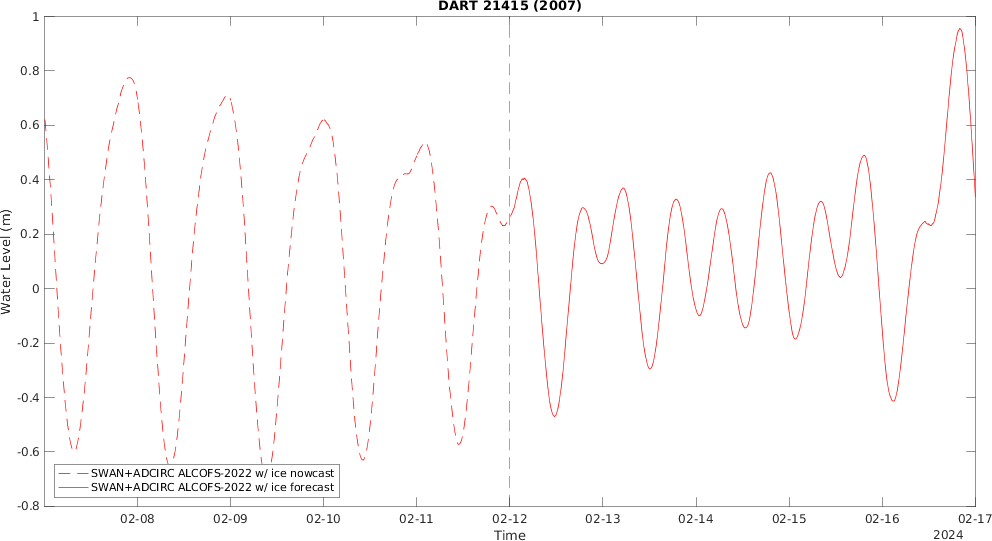 DART 21415 (2007)
1
0.8
0.6
0.4
0.2
0
-0.2
-0.4
-0.6
-0.8
Water Level (m)
SWAN+ADCIRC ALCOFS-2022 w/ ice nowcast
SWAN+ADCIRC ALCOFS-2022 w/ ice forecast
02-08 02-09 02-10 02-11 02-12 02-13 02-14 02-15 02-16 02-17
Time
2024